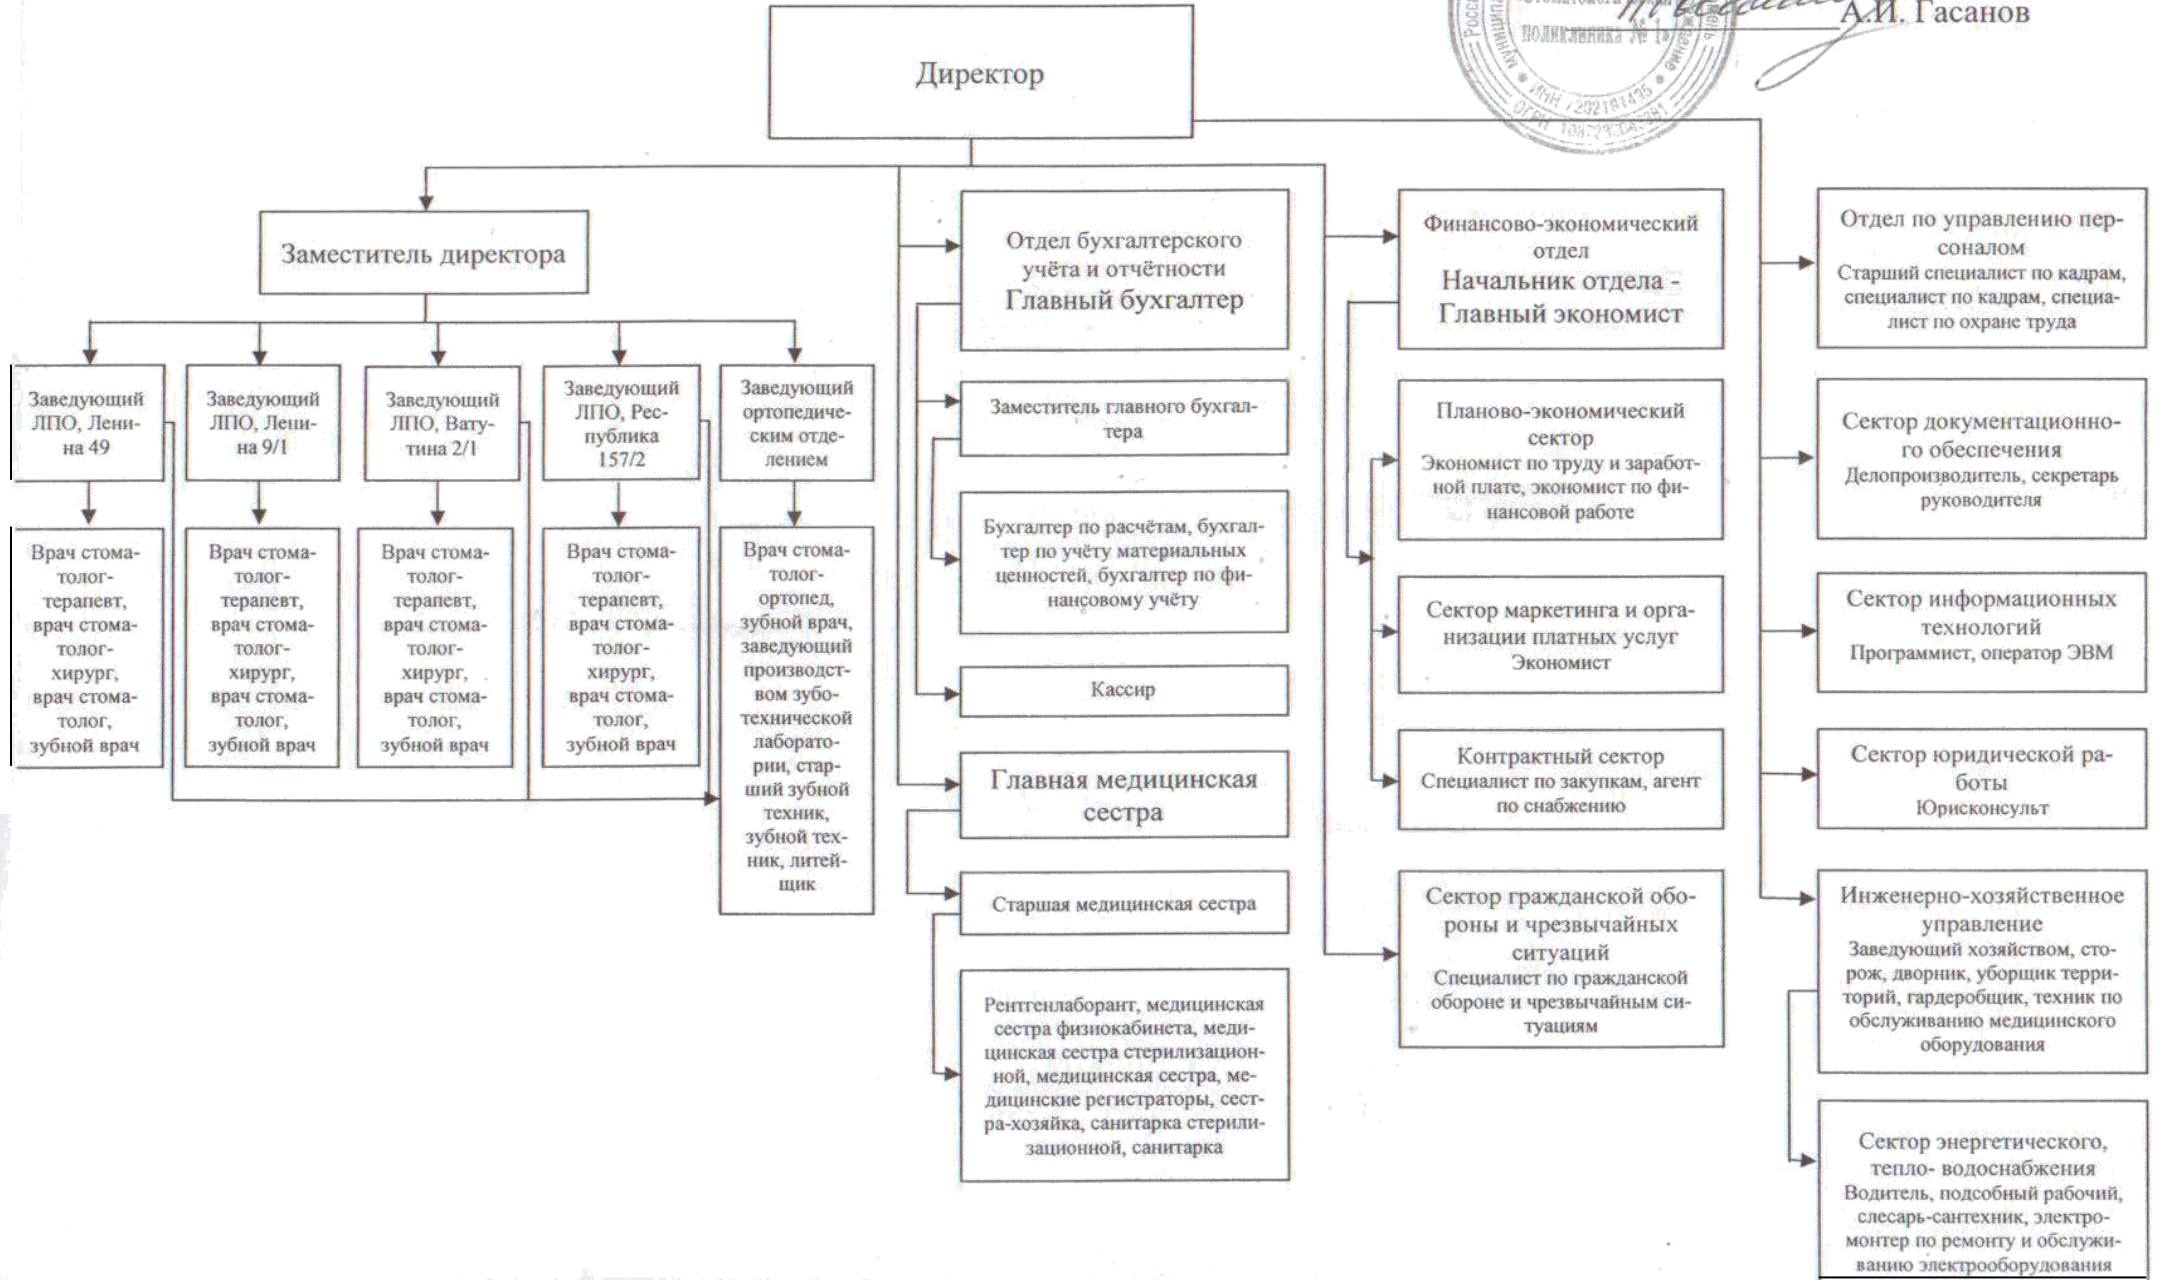 А.И. Гасанов
поликлиника № 1
Директор
Заместитель директора
Заведующий
ЛПО, Лени-
на 49
Заведующий
ЛПО, Лени-
на 9/1
Заведующий
ЛПО, Вату-
тина 2/1
Заведующий
ЛПО, Рес-
публика
157/2
Заведующий
ортопедиче-
ским отде-
лением
Врач стома-
толог-
терапевт,
врач стома-
толог-
хирург,
врач стома-
толог,
зубной врач
Врач стома-
толог-
терапевт,
врач стома-
толог-
хирург,
врач стома-
толог,
зубной врач
Врач стома-
толог-
терапевт,
врач стома-
толог-
хирург,
врач стома-
толог,
зубной врач
Врач стома-
толог-
терапевт,
врач стома-
толог-
хирург,
врач стома-
толог,
зубной врач
Врач стома-
толог-
ортопед,
зубной врач,
заведующий
производст-
вом зубо-
технической
лаборато-
рии, стар-
ший зубной
техник,
зубной тех-
ник, литей-
щик
Отдел бухгалтерского
учёта и отчётности
Главный бухгалтер
Заместитель главного бухгал-
тера
Бухгалтер по расчётам, бухгал-
тер по учёту материальных
ценностей, бухгалтер по фи-
нансовому учёту
Кассир
Главная медицинская
сестра
Старшая медицинская сестра
Рентгенлаборант, медицинская
сестра физиокабинета, меди-
цинская сестра стерилизацион-
ной, медицинская сестра, ме-
дицинские регистраторы, сест-
ра-хозяйка, санитарка стерили-
зационной, санитарка
Финансово-экономический
отдел
Начальник отдела -
Главный экономист
Планово-экономический
сектор
Экономист по труду и заработ-
ной плате, экономист по фи-
нансовой работе
Сектор маркетинга и орга-
низации платных услуг
Экономист
Контрактный сектор
Специалист по закупкам, агент
по снабжению
Сектор гражданской обо-
роны и чрезвычайных
ситуаций
Специалист по гражданской
обороне и чрезвычайным си-
туациям
Отдел по управлению пер-
соналом
Старший специалист по кадрам,
специалист по кадрам, специа-
лист по охране труда
Сектор документационно-
го обеспечения
Делопроизводитель, секретарь
руководителя
Сектор информационных
технологий
Программист, оператор ЭВМ
Сектор юридической ра-
боты
Юрисконсульт
Инженерно-хозяйственное
управление
Заведующий хозяйством, сто-
рож, дворник, уборщик терри-
торий, гардеробщик, техник по
обслуживанию медицинского
оборудования
Сектор энергетического,
тепло- водоснабжения
Водитель, подсобный рабочий,
слесарь-сантехник, электро-
монтер по ремонту и обслужи-
ванию электрооборудования